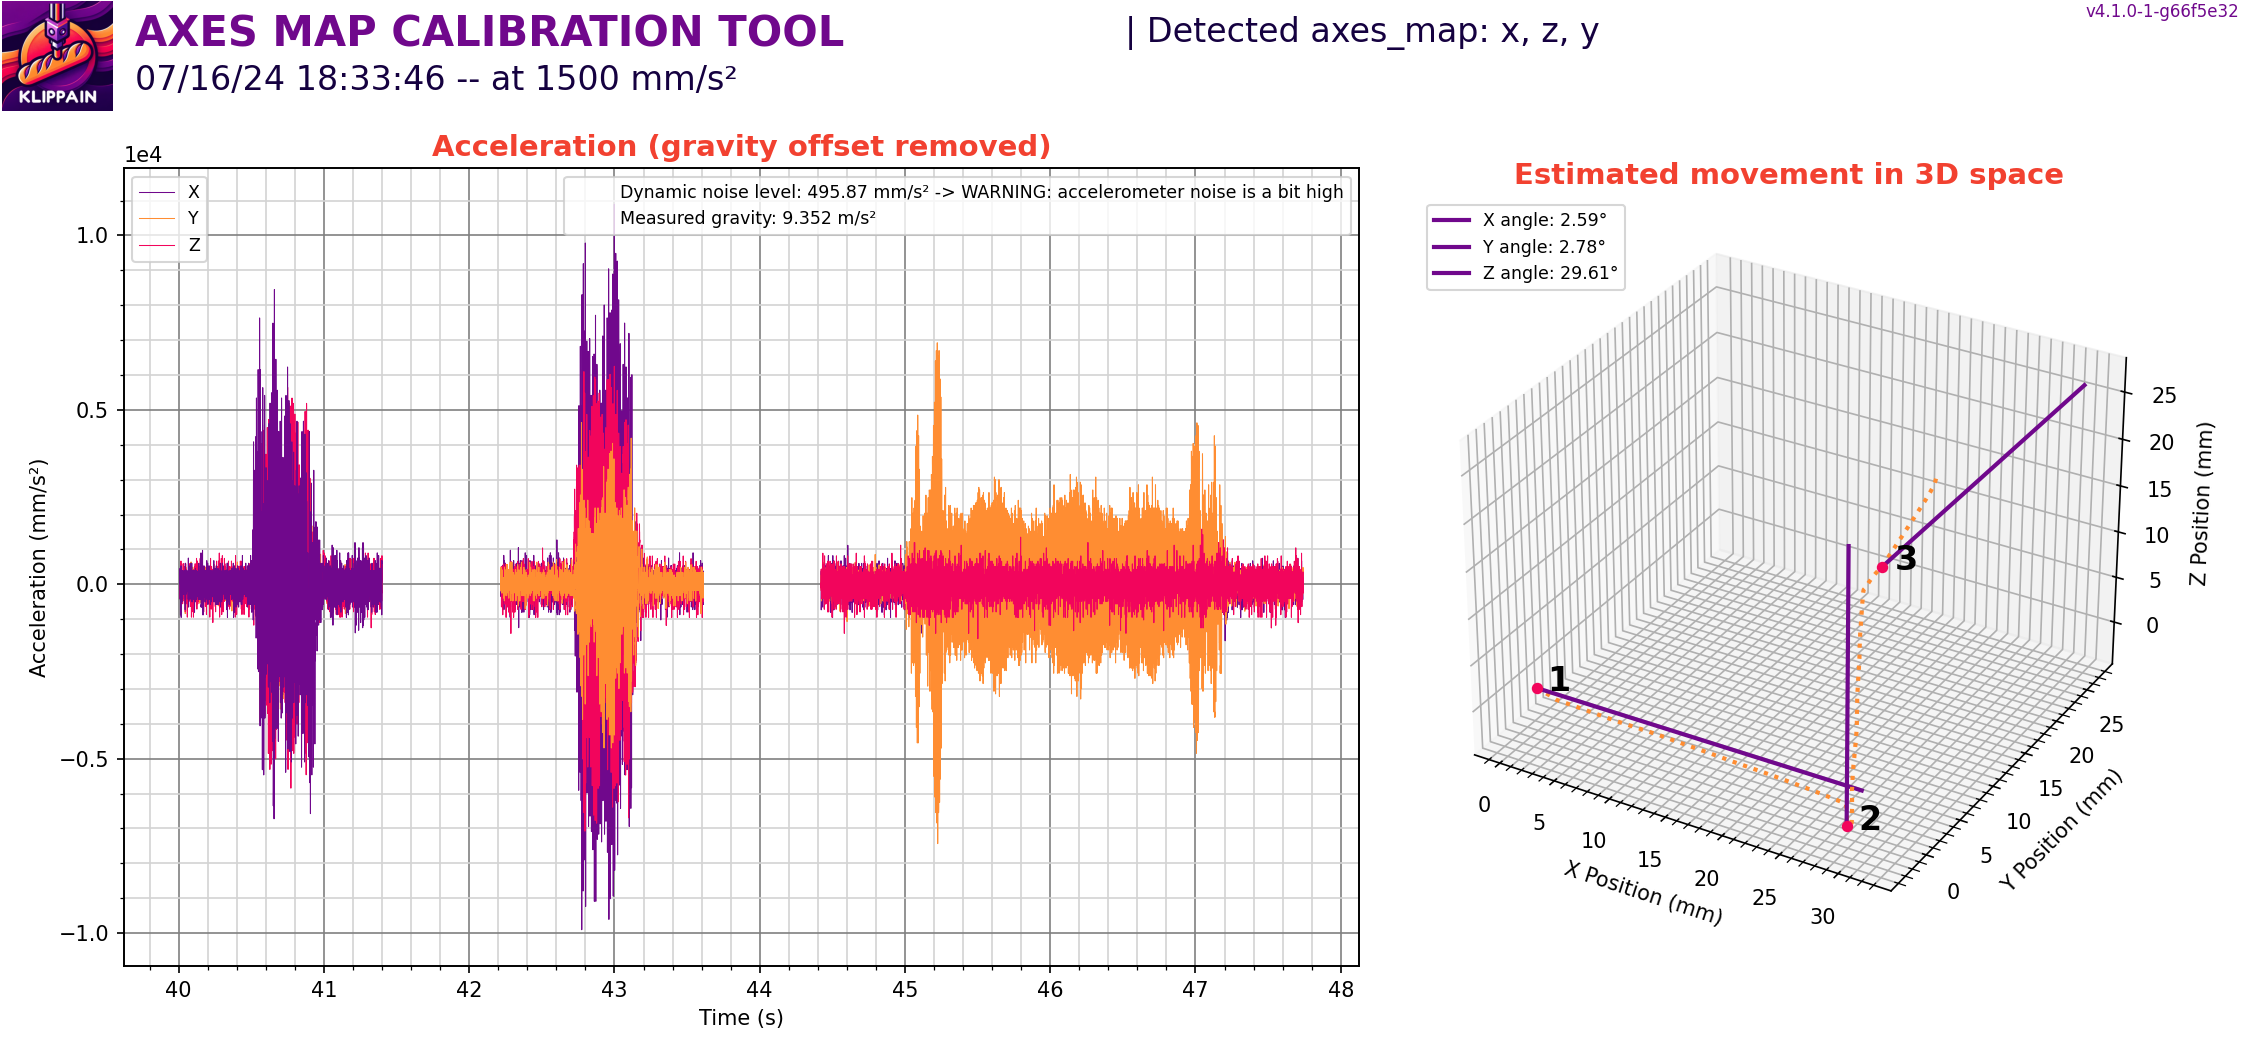 AXES MAP CALIBRATION TOOL
| Detected axes_map: x, z, y
v4.1.0-1-g66f5e32
07/16/24 18:33:46 -- at 1500 mm/s²
KLIPPAIN
Acceleration (gravity offset removed)
1e4
X
Y
Z
Dynamic noise level: 495.87 mm/s² -> WARNING: accelerometer noise is a bit high
Measured gravity: 9.352 m/s²
1.0
0.5
0.0
−0.5
−1.0
Acceleration (mm/s²)
40 41 42 43 44 45 46 47 48
Time (s)
Estimated movement in 3D space
X angle: 2.59°
Y angle: 2.78°
Z angle: 29.61°
1
2
3
0 5 10 15 20 25 30
X Position (mm)
0 5 10 15 20 25
Y Position (mm)
0 5 10 15 20 25
Z Position (mm)